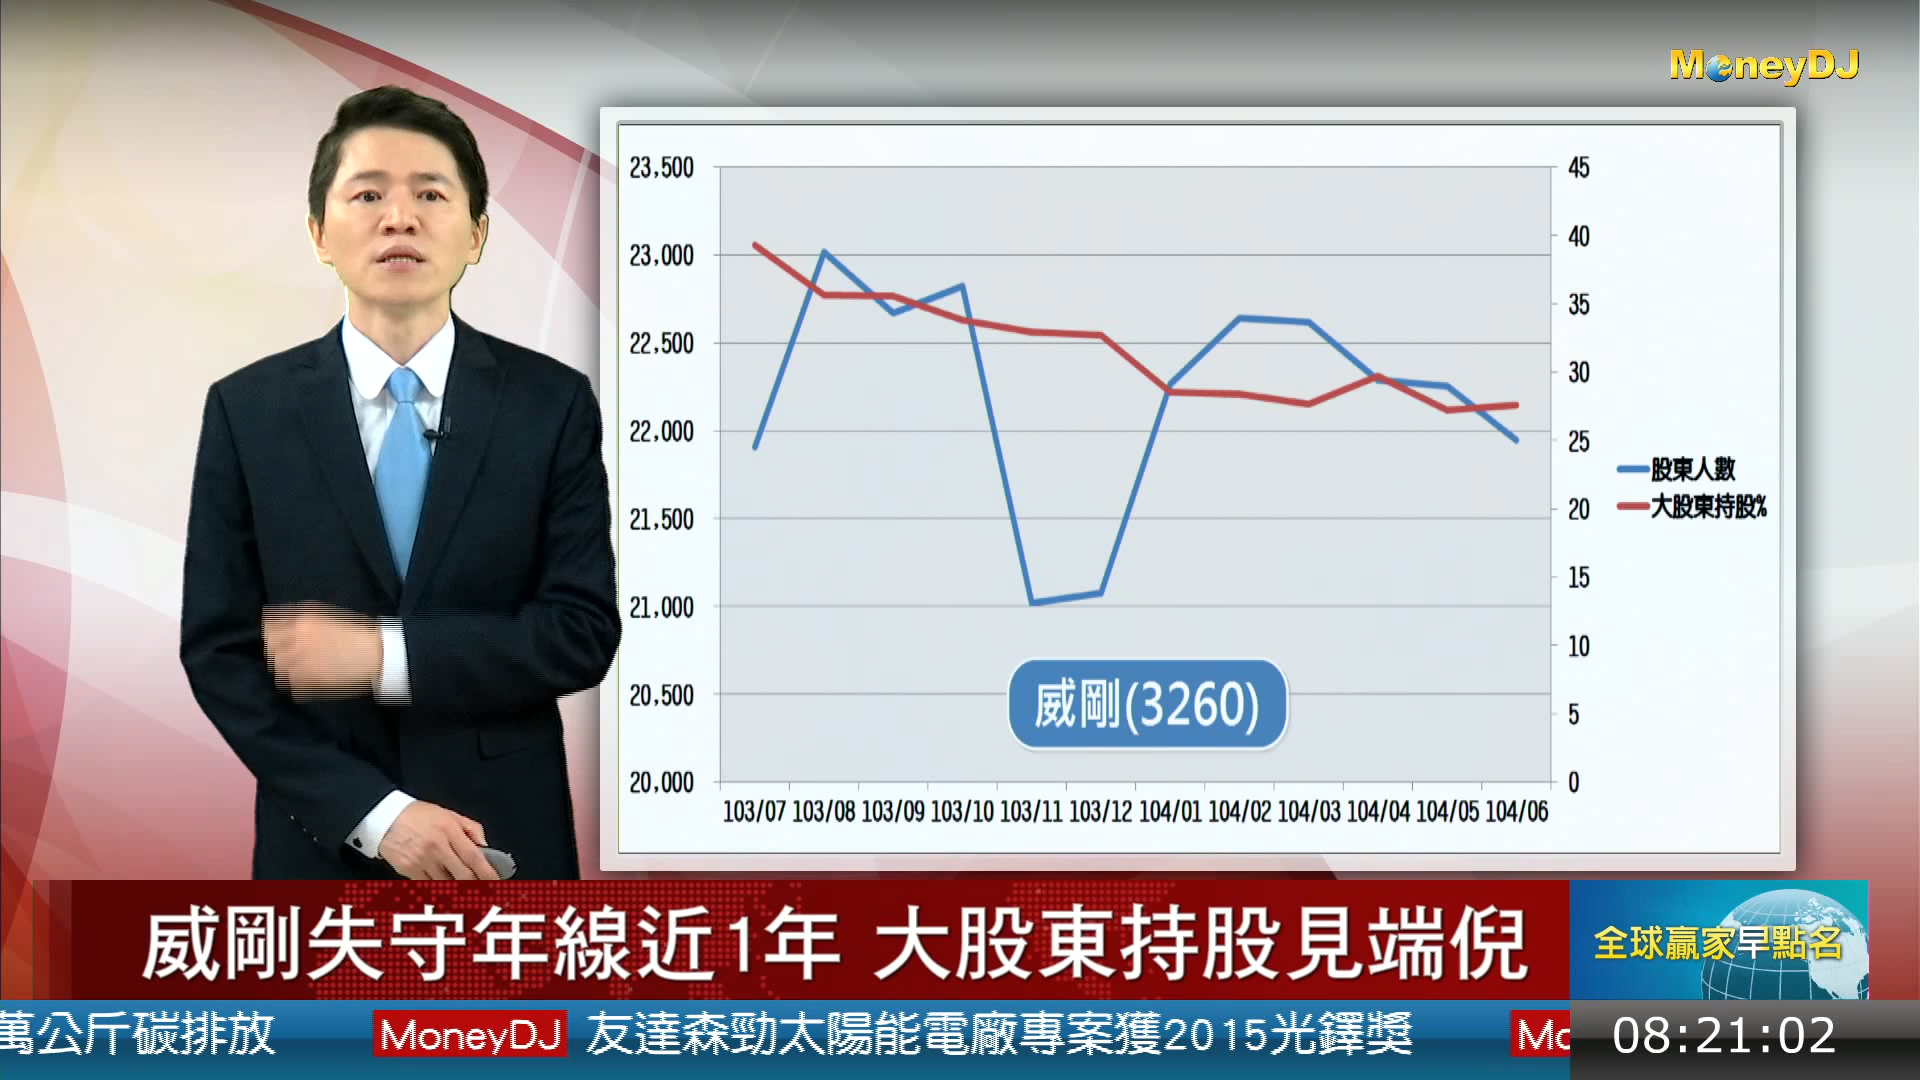 MoneyDJ
23,500
23,000
22,500
22,000
21,500
21,000
20,500
20,000
45
40
35
30
25
20
15
10
5
0
股東人數
大股東持股%
威剛(3260)
103/07 103/08 103/09 103/10 103/11 103/12 104/01 104/02 104/03 104/04 104/05 104/06
威剛失守年線近1年 大股東持股見端倪
全球贏家早點名
萬公斤碳排放 MoneyDJ 友達森勁太陽能電廠專案獲2015光鐸獎 Mo
08:21:02